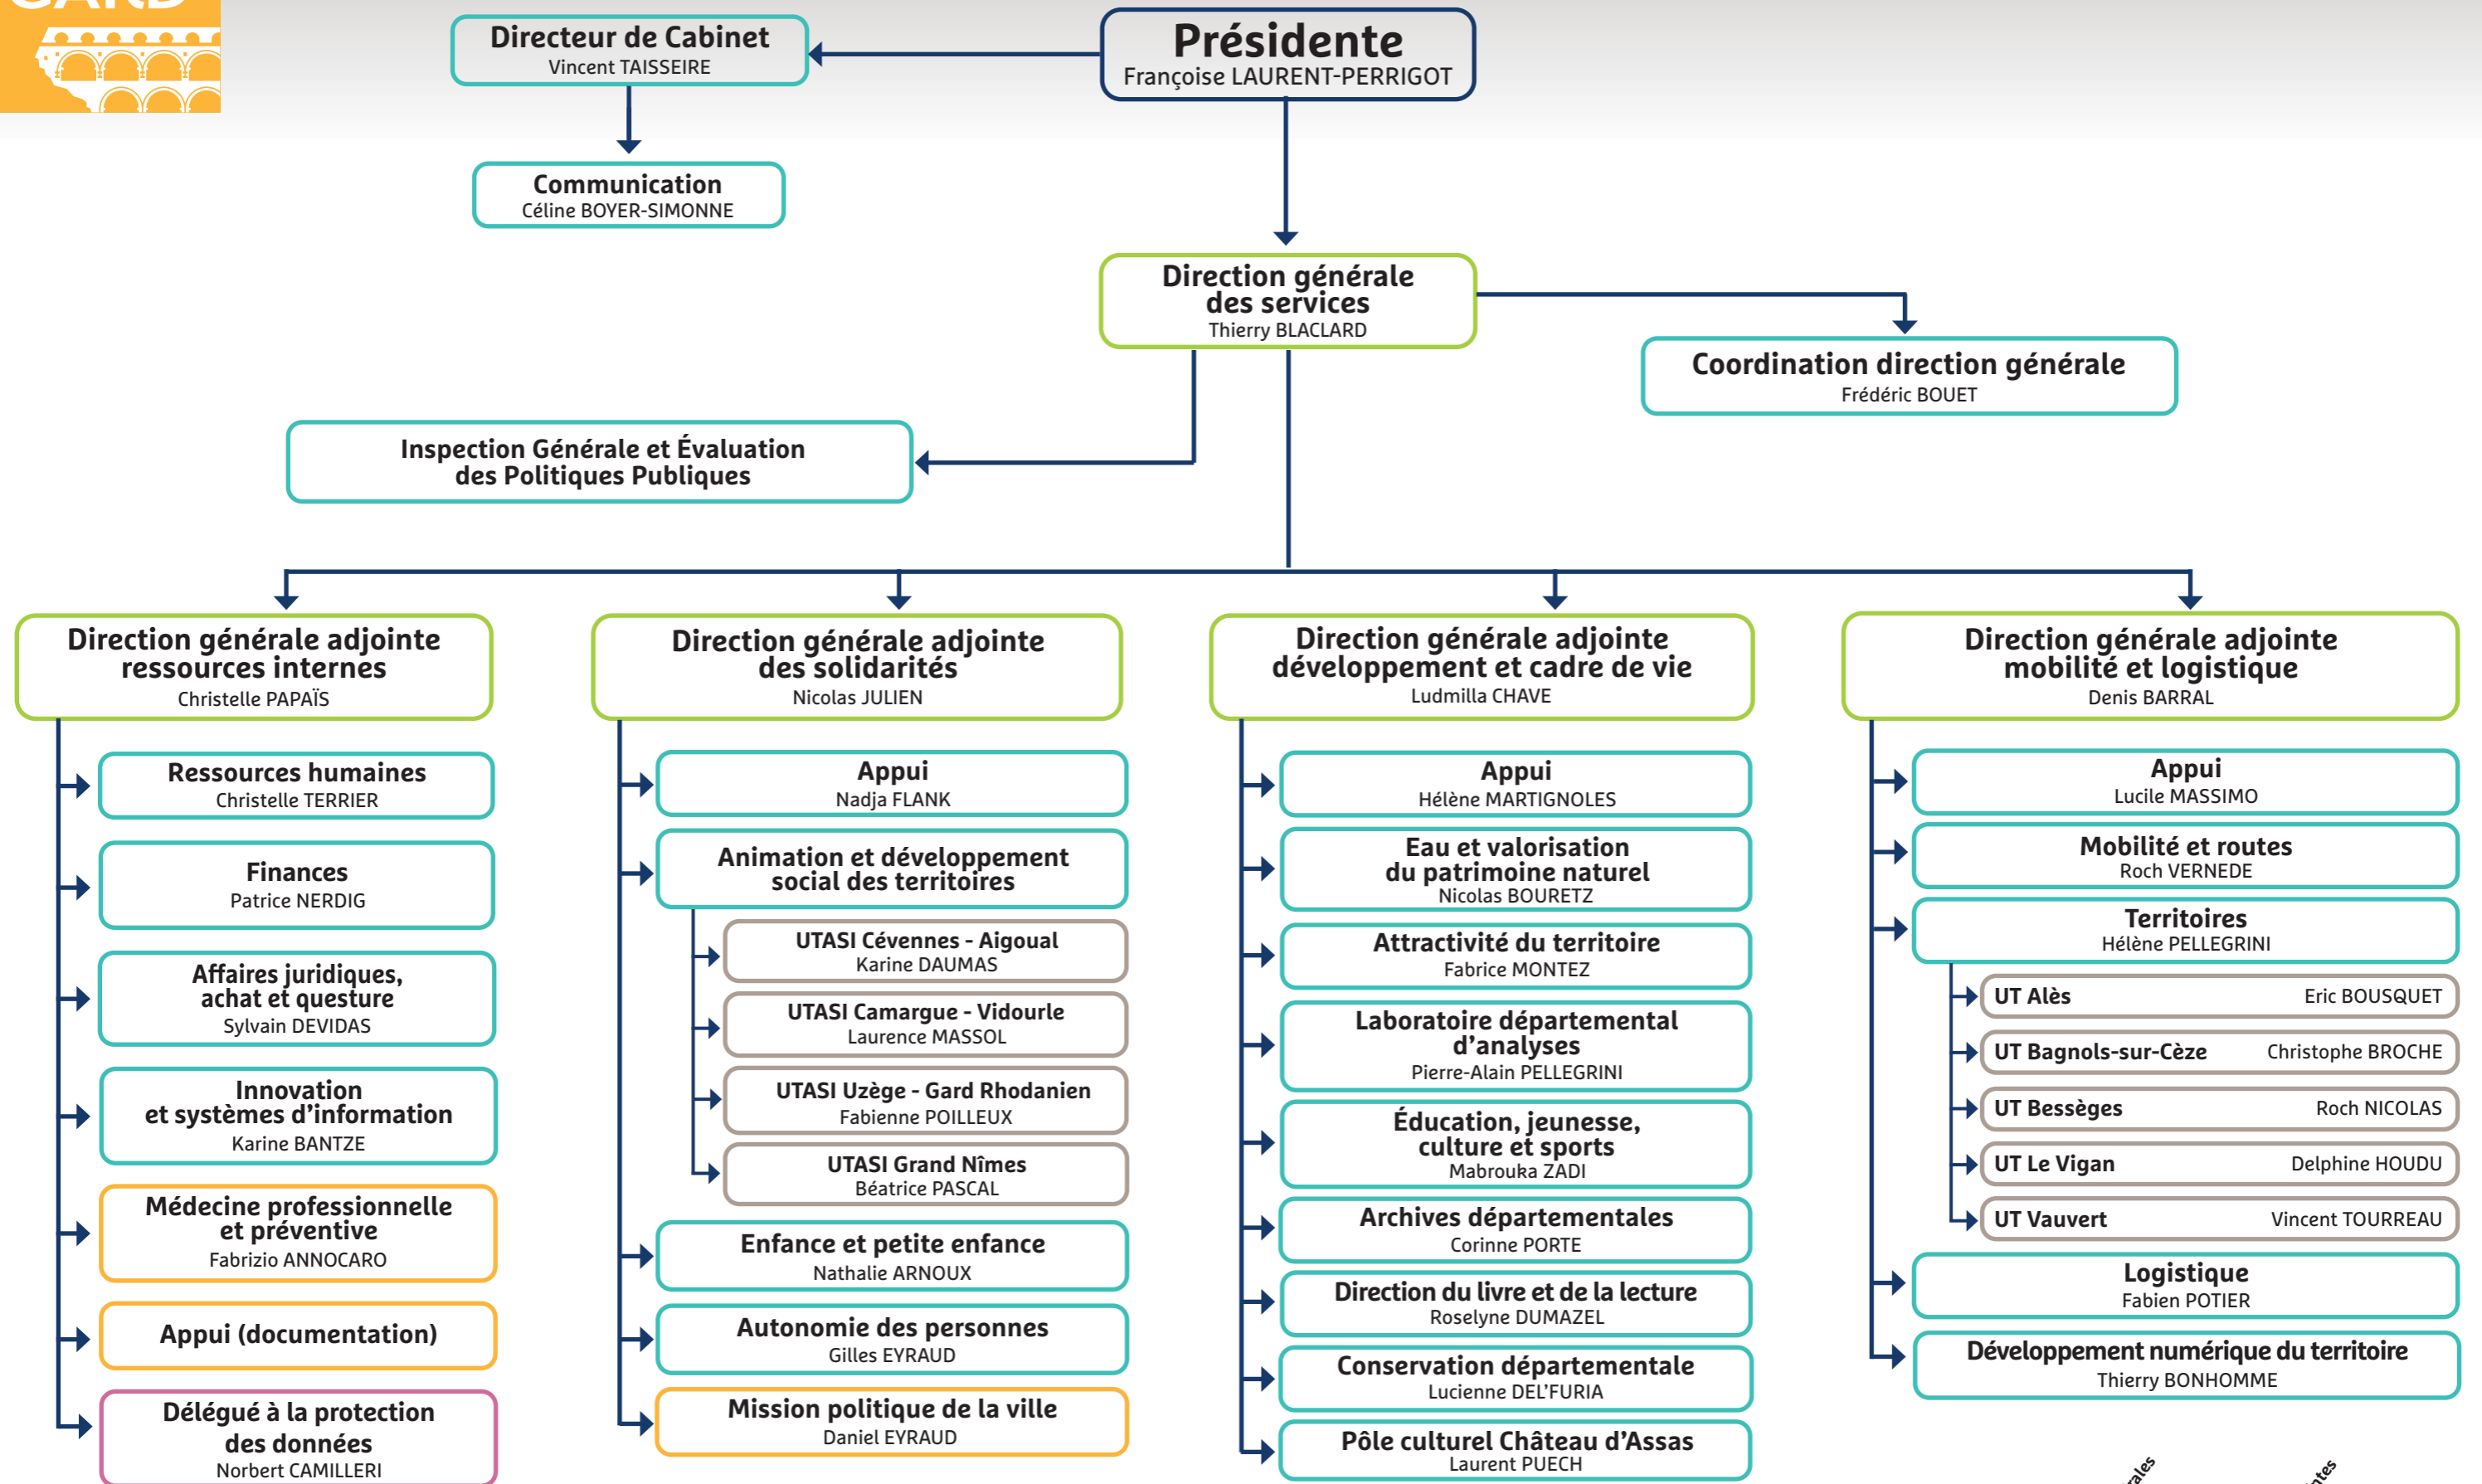 GARD
Directeur de Cabinet
Vincent TAISSEIRE
Présidente
Françoise LAURENT-PERRIGOT
Communication
Céline BOYER-SIMONNE
Direction générale
des services
Thierry BLACLARD
Coordination direction générale
Frédéric BOUET
Inspection Générale et Évaluation
des Politiques Publiques
Direction générale adjointe
ressources internes
Christelle PAPAÏS
Ressources humaines
Christelle TERRIER
Finances
Patrice NERDIG
Affaires juridiques,
achat et questure
Sylvain DEVIDAS
Innovation
et systèmes d'information
Karine BANTZE
Médecine professionnelle
et préventive
Fabrizio ANNOCARO
Appui (documentation)
Délégué à la protection
des données
Norbert CAMILLERI
Direction générale adjointe
des solidarités
Nicolas JULIEN
Appui
Nadja FLANK
Animation et développement
social des territoires
UTASI Cévennes - Aigoual
Karine DAUMAS
UTASI Camargue - Vidourle
Laurence MASSOL
UTASI Uzège - Gard Rhodanien
Fabienne POILLEUX
UTASI Grand Nîmes
Béatrice PASCAL
Enfance et petite enfance
Nathalie ARNOUX
Autonomie des personnes
Gilles EYRAUD
Mission politique de la ville
Daniel EYRAUD
Direction générale adjointe
développement et cadre de vie
Ludmilla CHAVE
Appui
Hélène MARTIGNOLES
Eau et valorisation
du patrimoine naturel
Nicolas BOURETZ
Attractivité du territoire
Fabrice MONTEZ
Laboratoire départemental
d'analyses
Pierre-Alain PELLEGRINI
Éducation, jeunesse,
culture et sports
Mabrouka ZADI
Archives départementales
Corinne PORTE
Direction du livre et de la lecture
Roselyne DUMAZEL
Conservation départementale
Lucienne DEL'FURIA
Pôle culturel Château d'Assas
Laurent PUECH
Direction générale adjointe
mobilité et logistique
Denis BARRAL
Appui
Lucile MASSIMO
Mobilité et routes
Roch VERNEDE
Territoires
Hélène PELLEGRINI
UT Alès Eric BOUSQUET
UT Bagnols-sur-Cèze Christophe BROCHE
UT Bessèges Roch NICOLAS
UT Le Vigan Delphine HOUDU
UT Vauvert Vincent TOURREAU
Logistique
Fabien POTIER
Développement numérique du territoire
Thierry BONHOMME